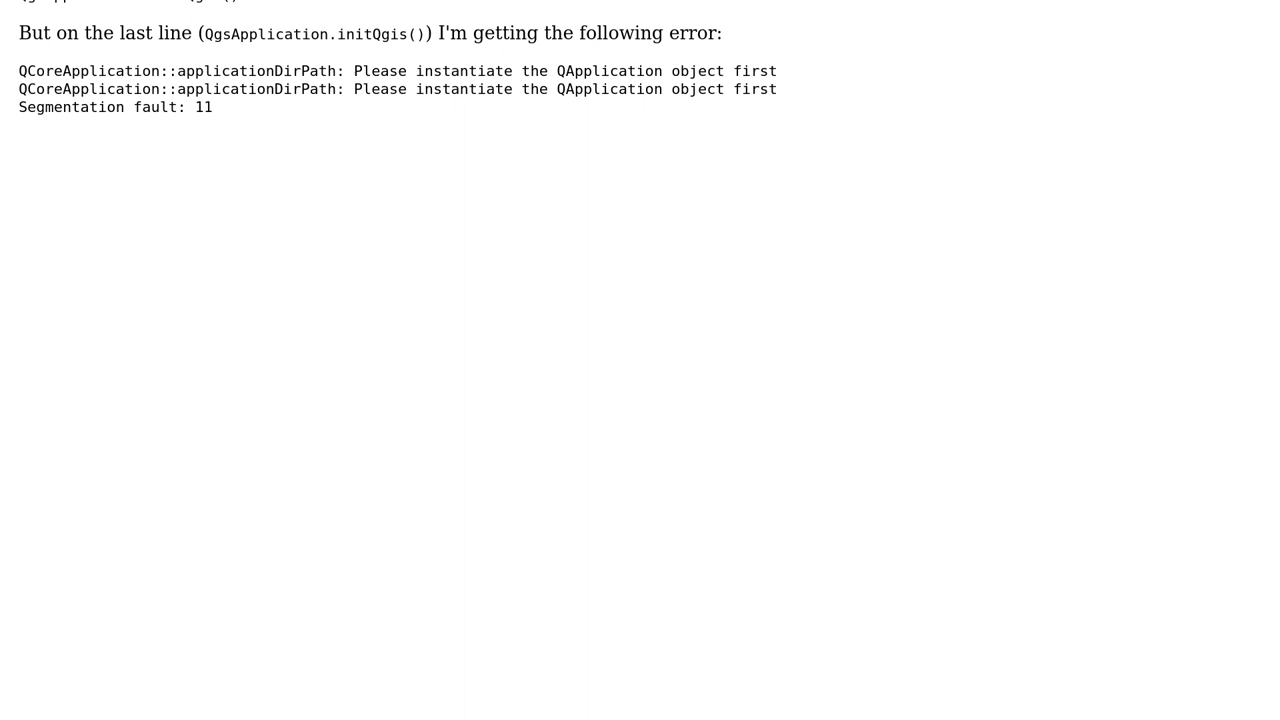 But on the last line (QgsApplication.initQgis()) I'm getting the following error:
QCoreApplication::applicationDirPath: Please instantiate the QApplication object first
QCoreApplication::applicationDirPath: Please instantiate the QApplication object first
Segmentation fault: 11